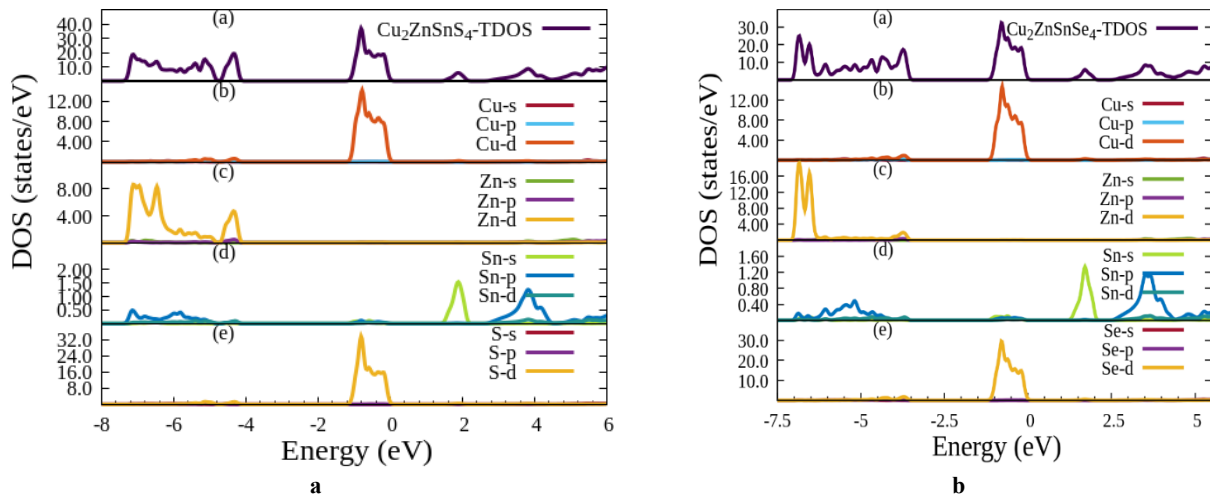 (a)
Cu₂ZnSnS₄-TDOS
40.0
30.0
20.0
10.0
(b)
12.00
8.00
4.00
Cu-s
Cu-p
Cu-d
(c)
8.00
4.00
Zn-s
Zn-p
Zn-d
(d)
2.00
1.50
1.00
0.50
Sn-s
Sn-p
Sn-d
(e)
32.0
24.0
16.0
8.0
S-s
S-p
S-d
-8 -6 -4 -2 0 2 4 6
DOS (states/eV)
Energy (eV)
a
(a)
Cu₂ZnSnSe₄-TDOS
30.0
20.0
10.0
(b)
12.00
8.00
4.00
Cu-s
Cu-p
Cu-d
(c)
16.00
12.00
8.00
4.00
Zn-s
Zn-p
Zn-d
(d)
1.60
1.20
0.80
0.40
Sn-s
Sn-p
Sn-d
(e)
30.0
20.0
10.0
Se-s
Se-p
Se-d
-7.5 -5 -2.5 0 2.5 5
DOS (states/eV)
Energy (eV)
b